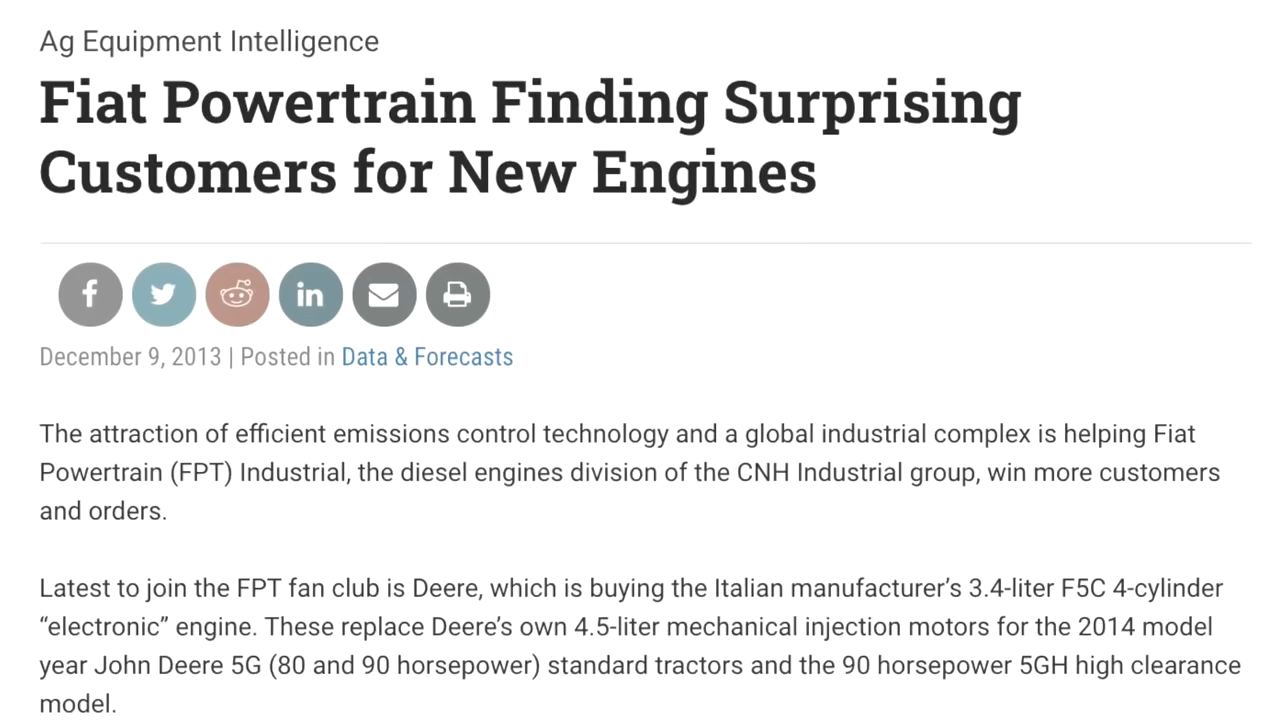 Ag Equipment Intelligence
Fiat Powertrain Finding Surprising
Customers for New Engines
December 9, 2013 | Posted in Data & Forecasts
The attraction of efficient emissions control technology and a global industrial complex is helping Fiat
Powertrain (FPT) Industrial, the diesel engines division of the CNH Industrial group, win more customers
and orders.
Latest to join the FPT fan club is Deere, which is buying the Italian manufacturer’s 3.4-liter F5C 4-cylinder
“electronic” engine. These replace Deere’s own 4.5-liter mechanical injection motors for the 2014 model
year John Deere 5G (80 and 90 horsepower) standard tractors and the 90 horsepower 5GH high clearance
model.